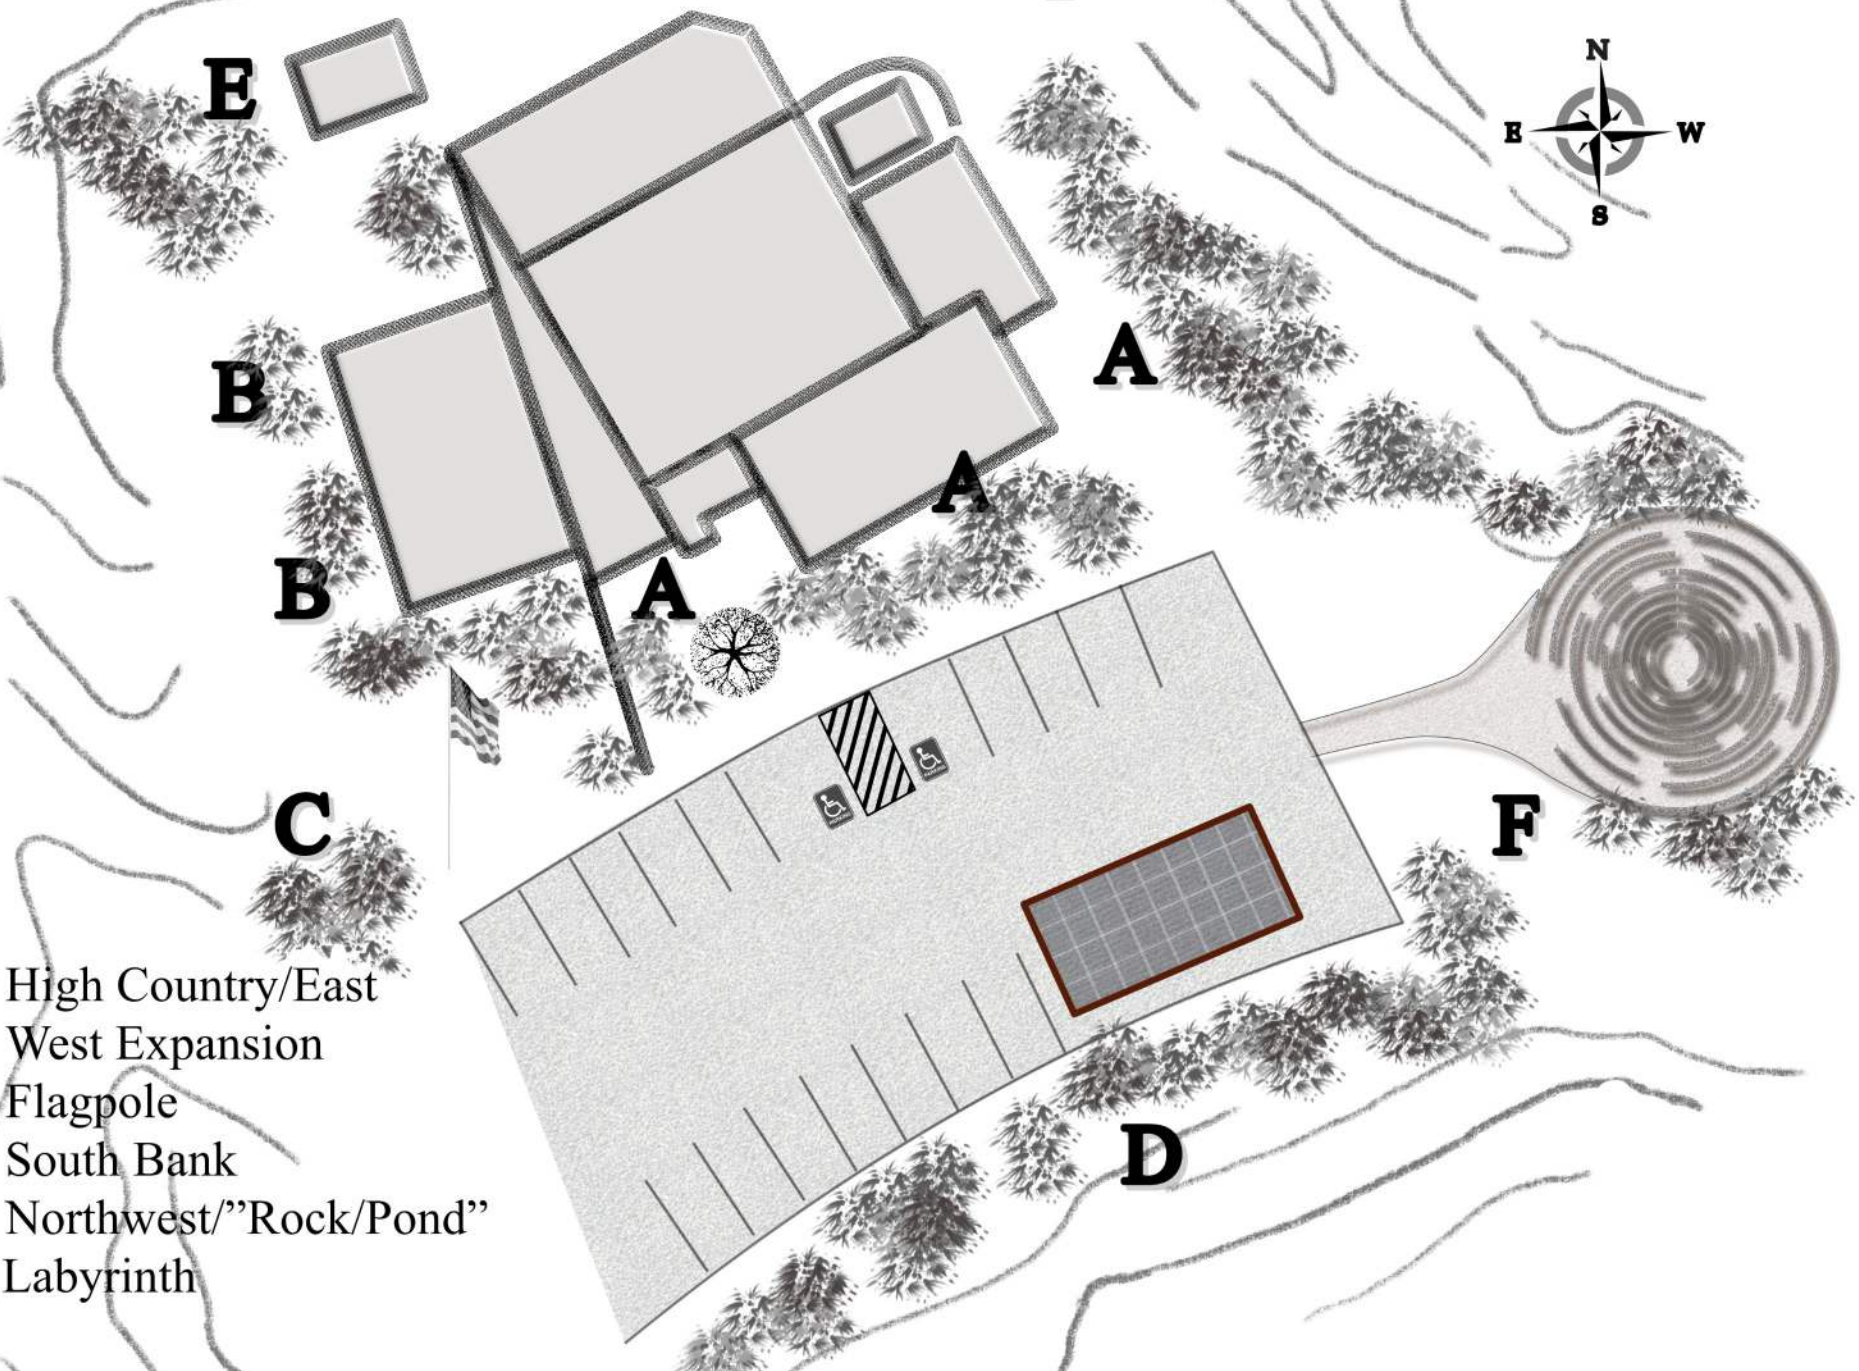 E
N
E W
S
A
B
A
B
A
C
F
High Country/East
West Expansion
Flagpole
South Bank
D
Northwest/”Rock/Pond”
Labyrinth